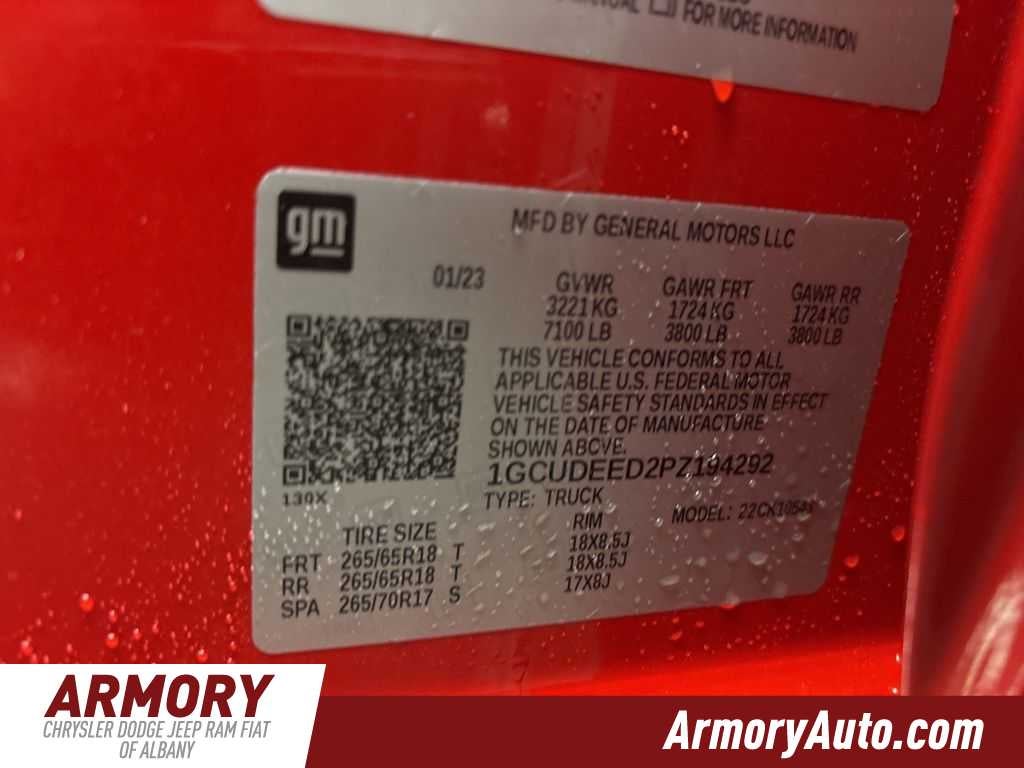 FOR MORE INFORMATION
gm
MFD BY GENERAL MOTORS LLC
01/23
GVWR GAWR FRT GAWR RR
3221 KG 1724 KG 1724 KG
7100 LB 3800 LB 3800 LB
THIS VEHICLE CONFORMS TO ALL
APPLICABLE U.S. FEDERAL MOTOR
VEHICLE SAFETY STANDARDS IN EFFECT
ON THE DATE OF MANUFACTURE
SHOWN ABOVE.
1GCUDEED2PZ194292
130X
TYPE: TRUCK MODEL:
TIRE SIZE RIM
FRT 265/65R18 T 18X8.5J
RR 265/65R18 T 18X8.5J
SPA 265/70R17 S 17X8J
ARMORY
CHRYSLER DODGE JEEP RAM FIAT
OF ALBANY
ArmoryAuto.com